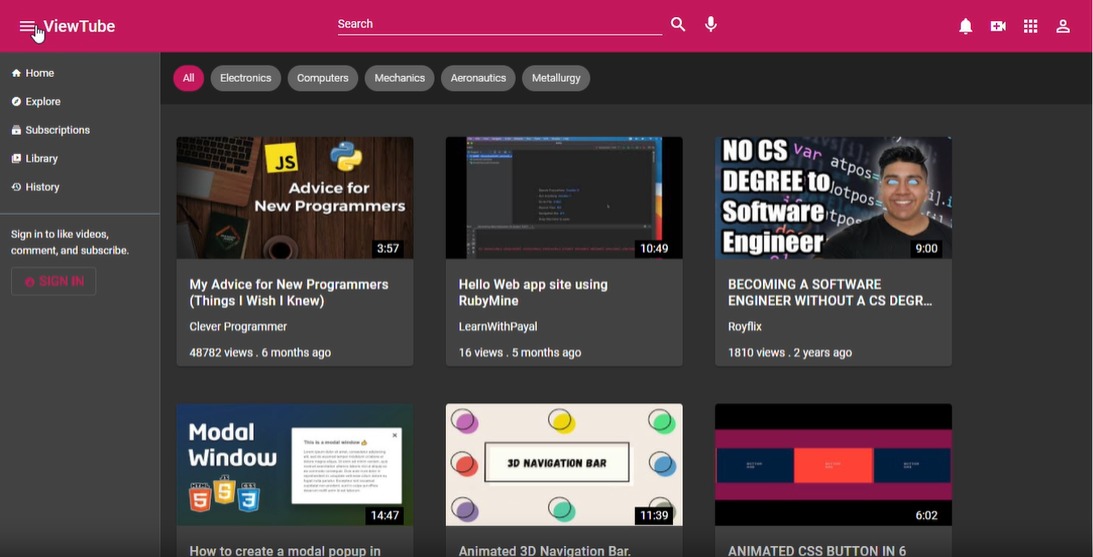 ViewTube
Search
Home
Explore
Subscriptions
Library
History
Sign in to like videos,
comment, and subscribe.
SIGN IN
All
Electronics
Computers
Mechanics
Aeronautics
Metallurgy
JS
Advice for
New Programmers
3:57
My Advice for New Programmers
(Things I Wish I Knew)
Clever Programmer
48782 views . 6 months ago
10:49
Hello Web app site using
RubyMine
LearnWithPayal
16 views . 5 months ago
NO CS
DEGREE to
Software
Engineer
var atpos=
9:00
BECOMING A SOFTWARE
ENGINEER WITHOUT A CS DEGR...
Royflix
1810 views . 2 years ago
Modal
Window
5 5 3
This is a modal window
14:47
How to create a modal popup in
3D NAVIGATION BAR
11:39
Animated 3D Navigation Bar.
6:02
ANIMATED CSS BUTTON IN 6